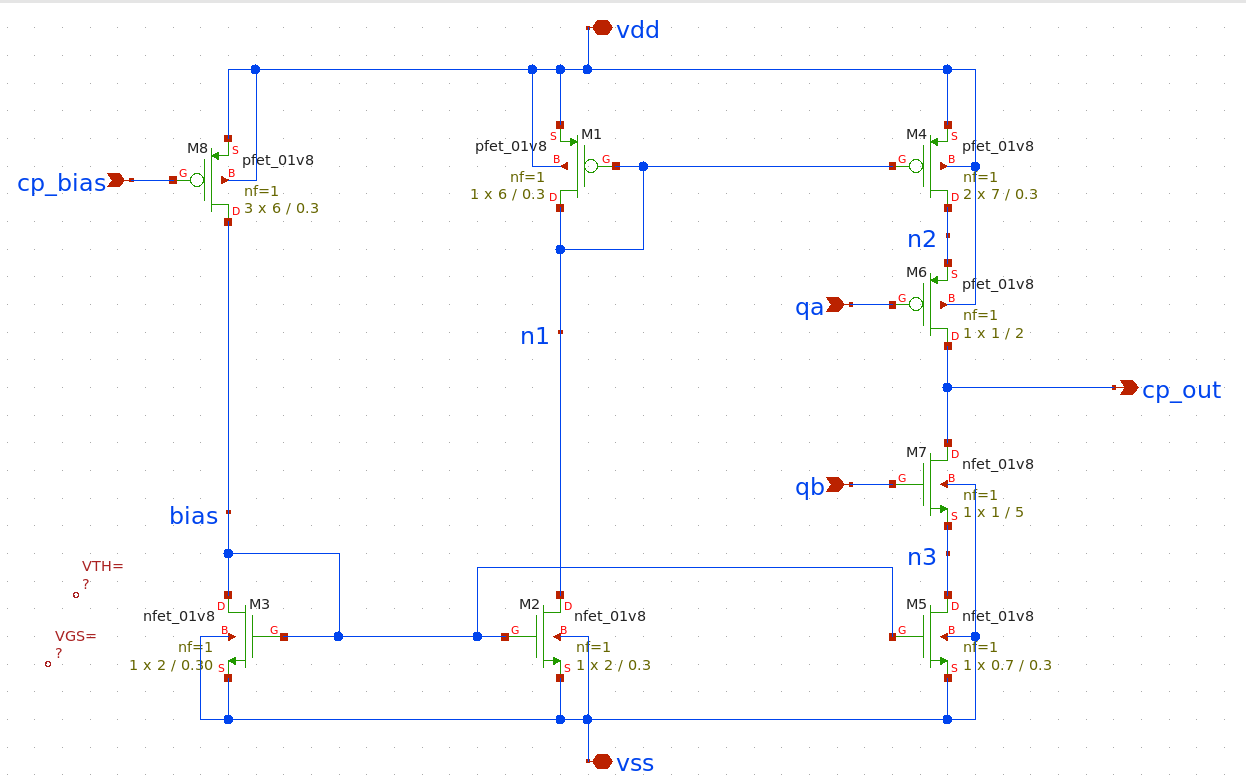 vdd
M8
S
pfet_01v8
cp_bias
G
B
nf=1
3 x 6 / 0.3
D
M1
S
pfet_01v8
B
G
nf=1
1 x 6 / 0.3
D
M4
S
pfet_01v8
G
B
nf=1
2 x 7 / 0.3
D
n2
M6
S
pfet_01v8
qa
G
B
nf=1
1 x 1 / 2
D
n1
cp_out
M7
D
nfet_01v8
qb
G
B
nf=1
1 x 1 / 5
S
bias
n3
VTH=
?
VGS=
?
M3
D
nfet_01v8
B
G
nf=1
1 x 2 / 0.30
S
M2
D
nfet_01v8
G
B
nf=1
1 x 2 / 0.3
S
M5
D
nfet_01v8
G
B
nf=1
1 x 0.7 / 0.3
S
vss